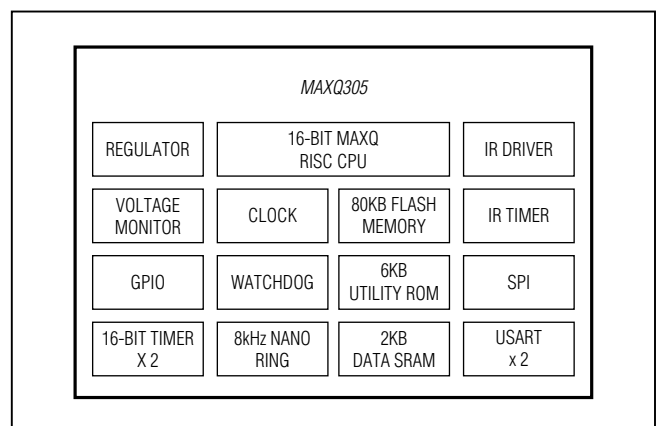 MAXQ305
REGULATOR
16-BIT MAXQ
RISC CPU
IR DRIVER
VOLTAGE
MONITOR
CLOCK
80KB FLASH
MEMORY
IR TIMER
GPIO
WATCHDOG
6KB
UTILITY ROM
SPI
16-BIT TIMER
X 2
8kHz NANO
RING
2KB
DATA SRAM
USART
x 2